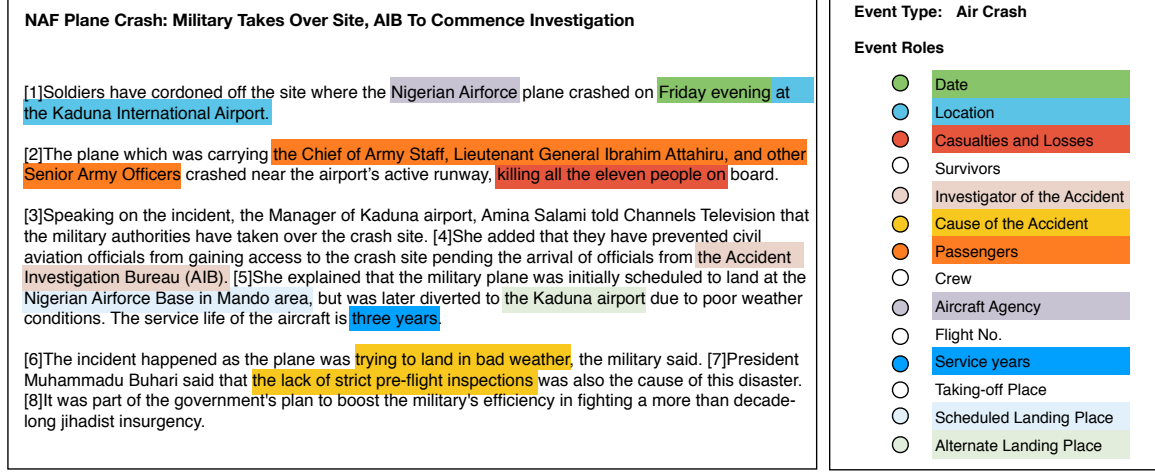 NAF Plane Crash: Military Takes Over Site, AIB To Commence Investigation
[1]Soldiers have cordoned off the site where the Nigerian Airforce plane crashed on Friday evening at
the Kaduna International Airport.
[2]The plane which was carrying the Chief of Army Staff, Lieutenant General Ibrahim Attahiru, and other
Senior Army Officers crashed near the airport's active runway, killing all the eleven people on board.
[3]Speaking on the incident, the Manager of Kaduna airport, Amina Salami told Channels Television that
the military authorities have taken over the crash site. [4]She added that they have prevented civil
aviation officials from gaining access to the crash site pending the arrival of officials from the Accident
Investigation Bureau (AIB). [5]She explained that the military plane was initially scheduled to land at the
Nigerian Airforce Base in Mando area, but was later diverted to the Kaduna airport due to poor weather
conditions. The service life of the aircraft is three years.
[6]The incident happened as the plane was trying to land in bad weather, the military said. [7]President
Muhammadu Buhari said that the lack of strict pre-flight inspections was also the cause of this disaster.
[8]It was part of the government's plan to boost the military's efficiency in fighting a more than decade-
long jihadist insurgency.
Event Type: Air Crash
Event Roles
Date
Location
Casualties and Losses
Survivors
Investigator of the Accident
Cause of the Accident
Passengers
Crew
Aircraft Agency
Flight No.
Service years
Taking-off Place
Scheduled Landing Place
Alternate Landing Place